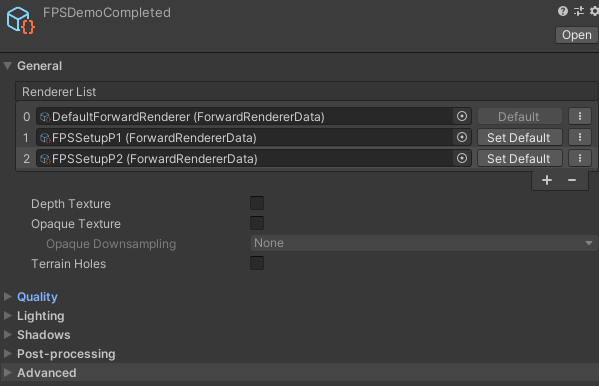 FPSDemoCompleted
Open
General
Renderer List
0 DefaultForwardRenderer (ForwardRendererData) Default
1 FPSSetupP1 (ForwardRendererData) Set Default
2 FPSSetupP2 (ForwardRendererData) Set Default
+ −
Depth Texture
Opaque Texture
Opaque Downsampling None
Terrain Holes
Quality
Lighting
Shadows
Post-processing
Advanced